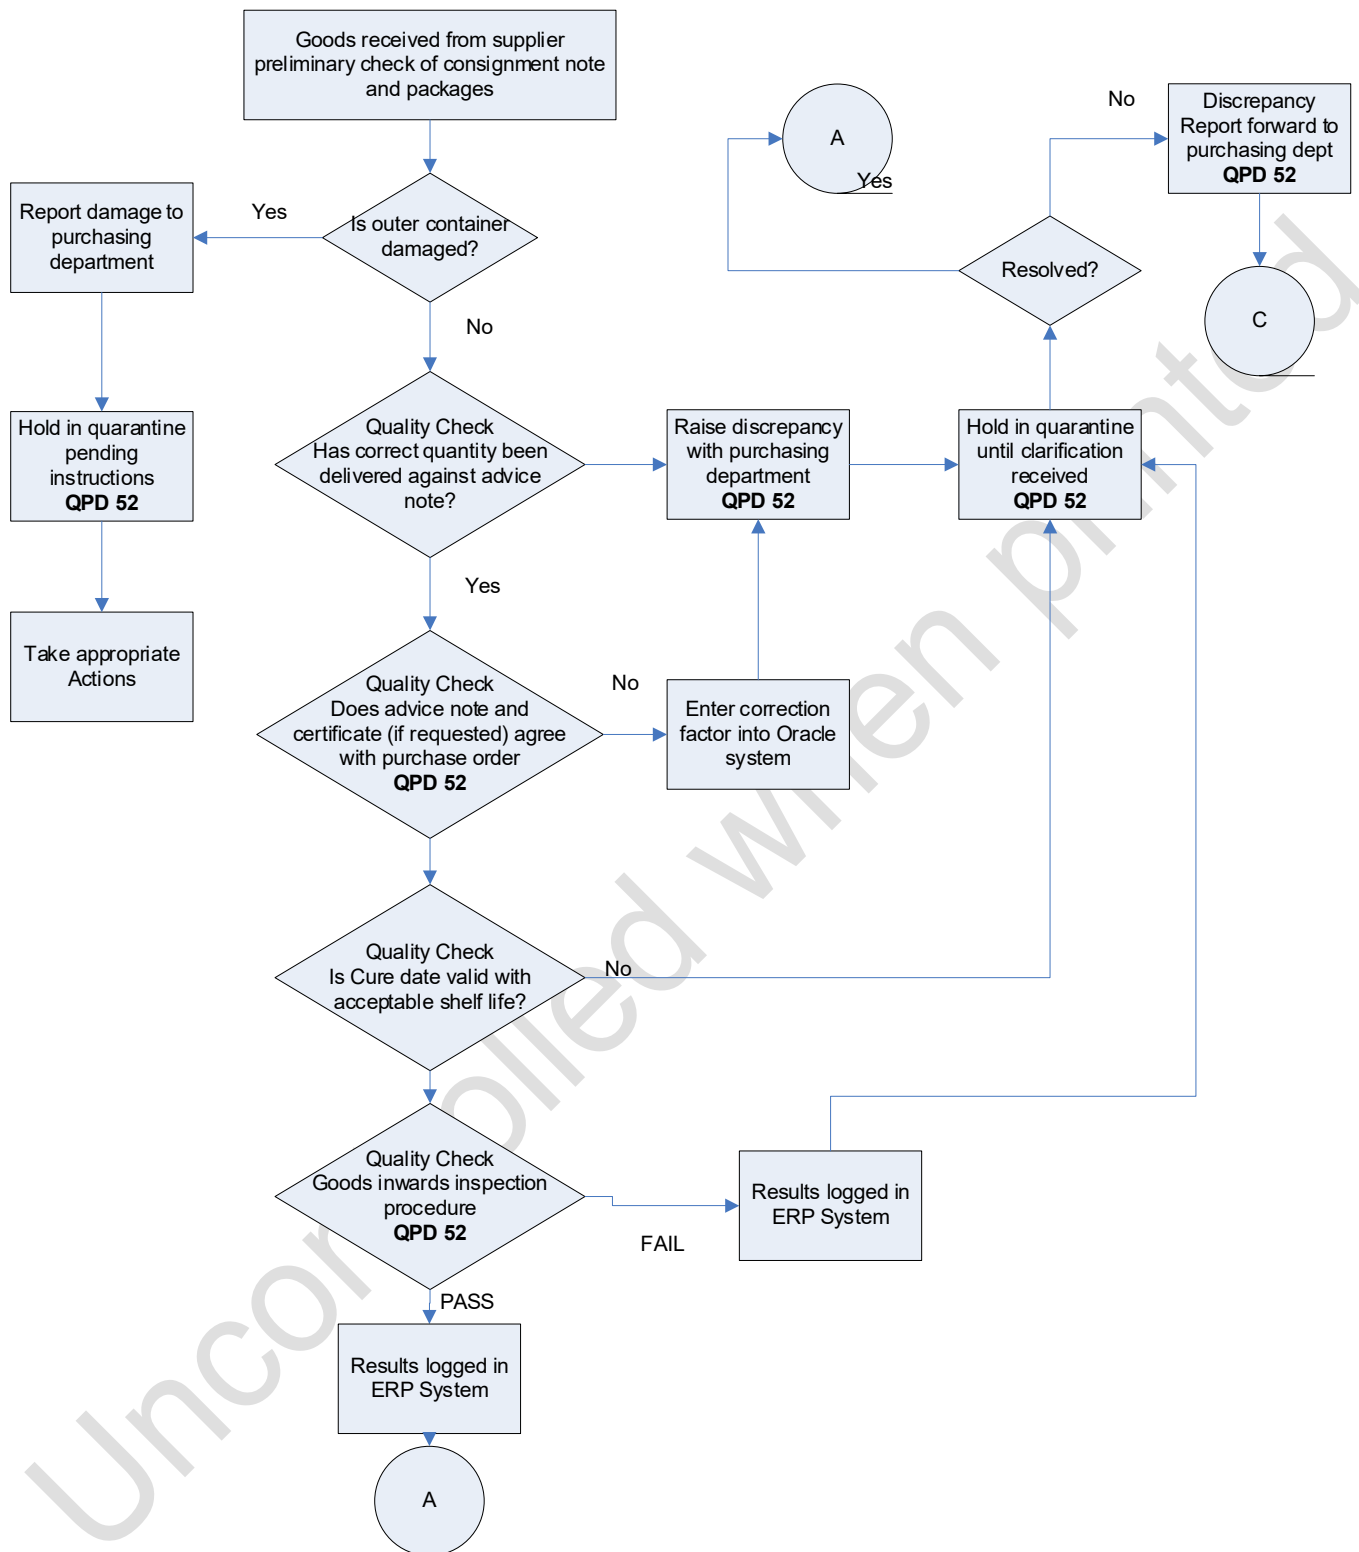 Goods received from supplier
preliminary check of consignment note
and packages
No
Discrepancy
Report forward to
purchasing dept
QPD 52
A
Yes
Report damage to
purchasing
department
Yes
Is outer container
damaged?
Resolved?
C
No
Hold in quarantine
pending
instructions
QPD 52
Quality Check
Has correct quantity been
delivered against advice
note?
Raise discrepancy
with purchasing
department
QPD 52
Hold in quarantine
until clarification
received
QPD 52
Yes
Take appropriate
Actions
Quality Check
Does advice note and
certificate (if requested) agree
with purchase order
QPD 52
No
Enter correction
factor into Oracle
system
Quality Check
Is Cure date valid with
acceptable shelf life?
No
Quality Check
Goods inwards inspection
procedure
QPD 52
FAIL
Results logged in
ERP System
PASS
Results logged in
ERP System
A
Uncontrolled when printed